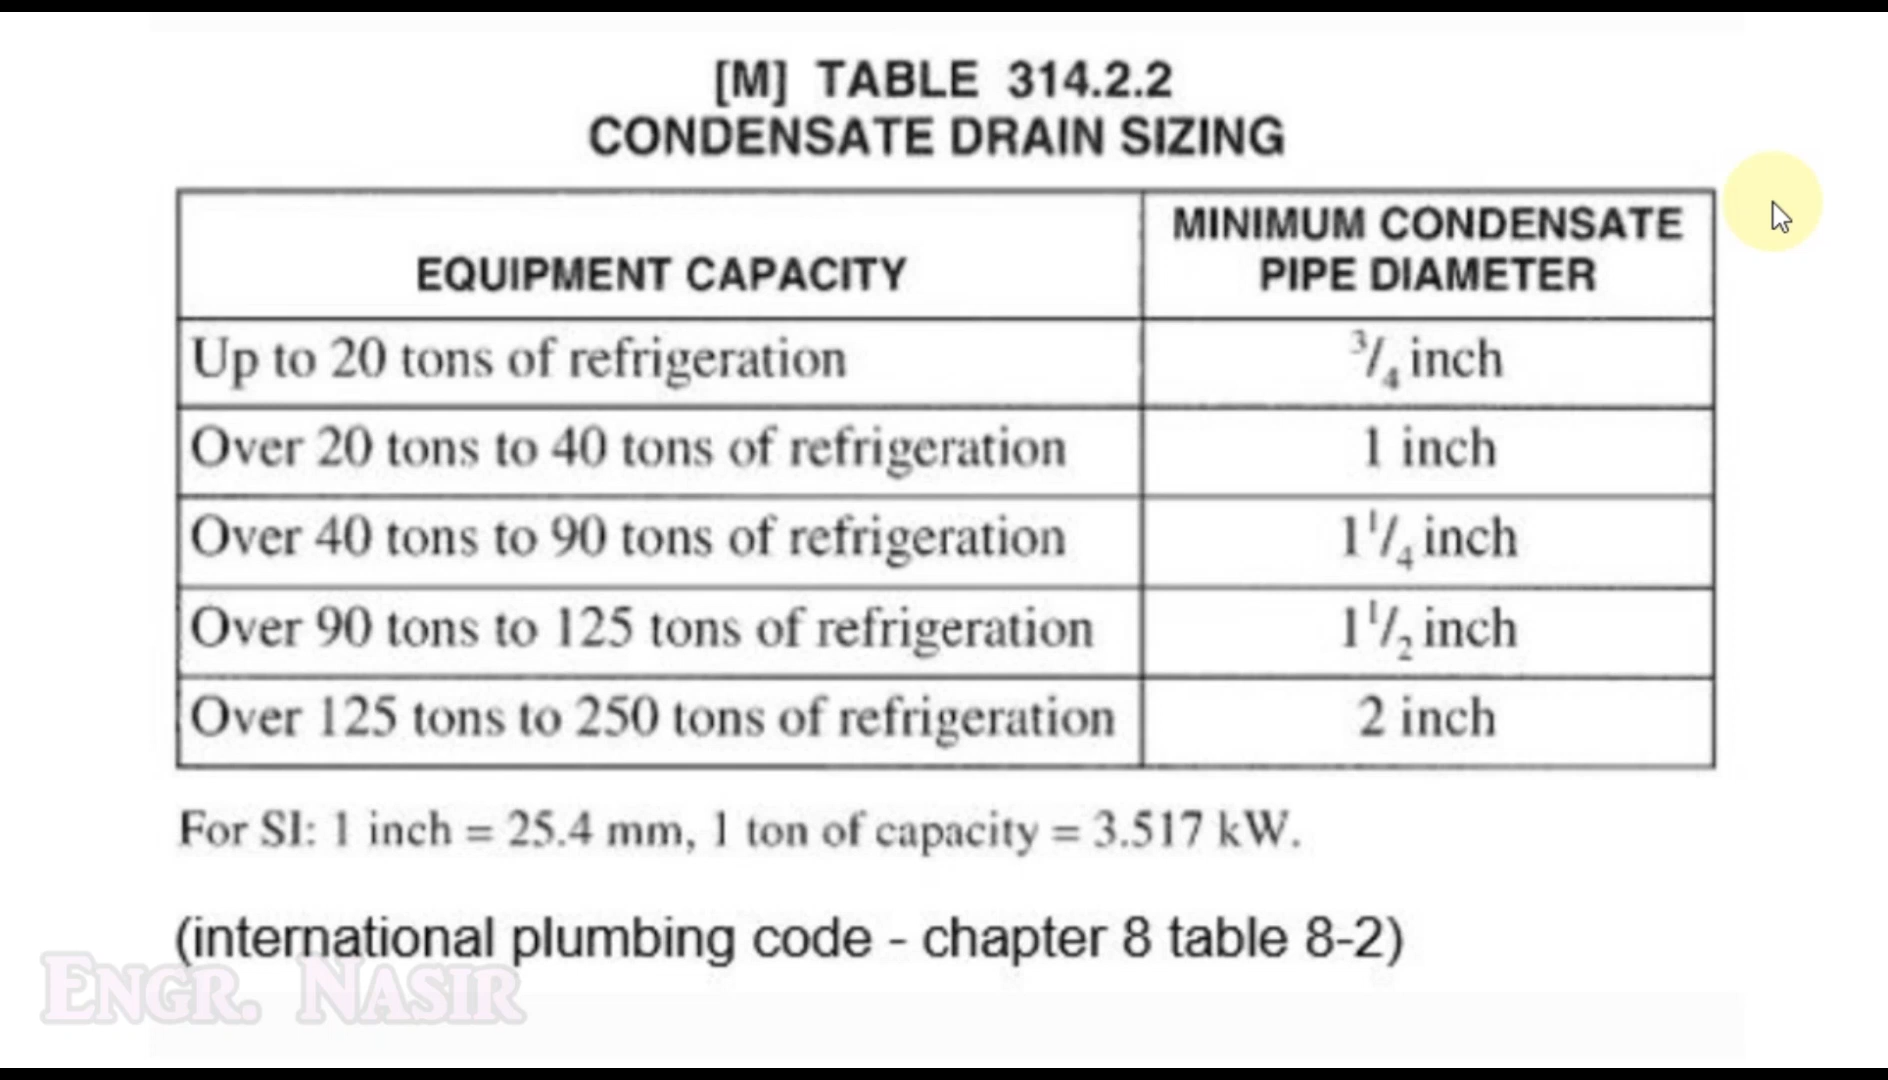 [M] TABLE 314.2.2
CONDENSATE DRAIN SIZING
EQUIPMENT CAPACITY
MINIMUM CONDENSATE
PIPE DIAMETER
Up to 20 tons of refrigeration
3/4 inch
Over 20 tons to 40 tons of refrigeration
1 inch
Over 40 tons to 90 tons of refrigeration
1 1/4 inch
Over 90 tons to 125 tons of refrigeration
1 1/2 inch
Over 125 tons to 250 tons of refrigeration
2 inch
For SI: 1 inch = 25.4 mm, 1 ton of capacity = 3.517 kW.
(international plumbing code - chapter 8 table 8-2)
ENGR. NASIR